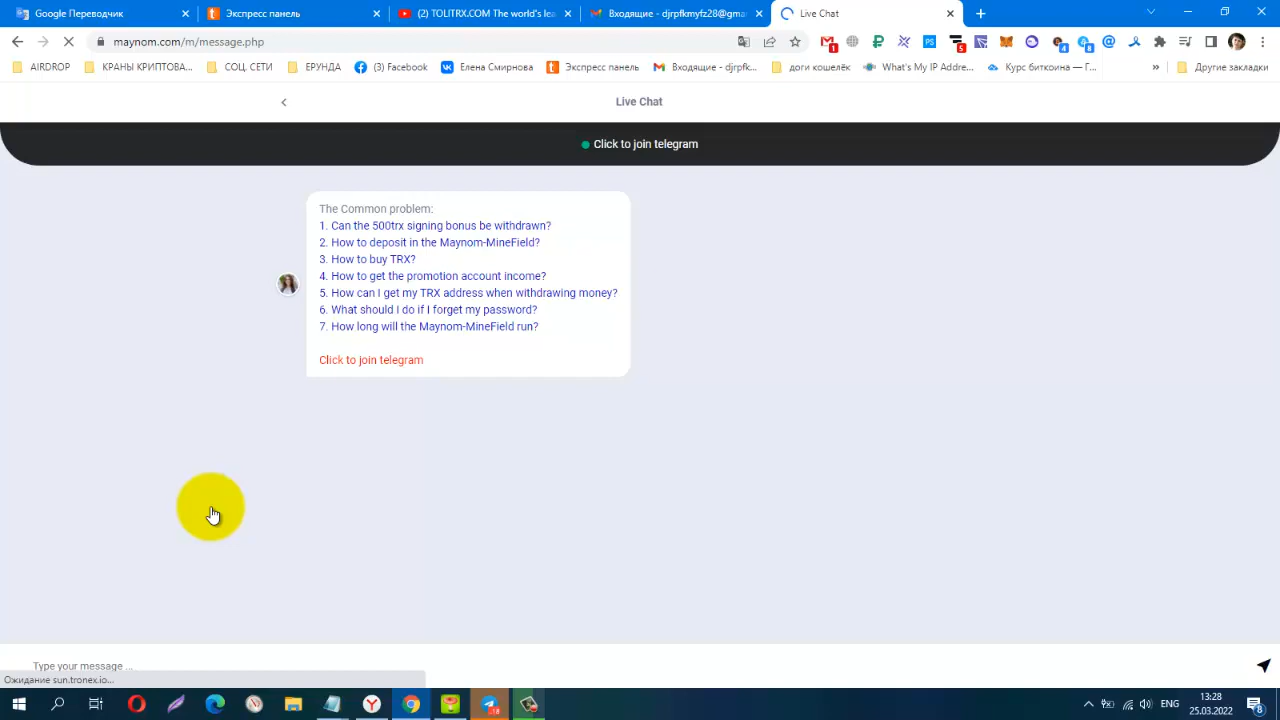 Google Переводчик
Экспресс панель
(2) TOLITRX.COM The world's lea
Входящие - djrpfkmyfz28@gma
Live Chat
maynom.com/m/message.php
1
5
4
8
AIRDROP
КРАНЫ КРИПТОВА...
СОЦ. СЕТИ
ЕРУНДА
(3) Facebook
Елена Смирнова
Экспресс панель
Входящие - djrpfk...
доги кошелёк
What's My IP Addre...
Курс биткоина — Г...
»
Другие закладки
Live Chat
Click to join telegram
The Common problem:
1. Can the 500trx signing bonus be withdrawn?
2. How to deposit in the Maynom-MineField?
3. How to buy TRX?
4. How to get the promotion account income?
5. How can I get my TRX address when withdrawing money?
6. What should I do if I forget my password?
7. How long will the Maynom-MineField run?
Click to join telegram
Type your message ...
Ожидание sun.tronex.io...
ENG
13:28
25.03.2022
8